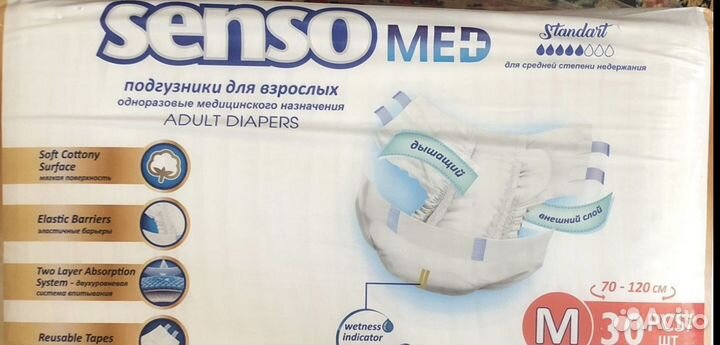 senso MED
Standart
для средней степени недержания
подгузники для взрослых
одноразовые медицинского назначения
ADULT DIAPERS
Soft Cottony
Surface
мягкая поверхность
дышащий
внешний слой
Elastic Barriers
эластичные барьеры
Two Layer Absorption
System - двухуровневая
система впитывания
Reusable Tapes
wetness
indicator
70 - 120 см
M 30 PCS
ШТ
Avito